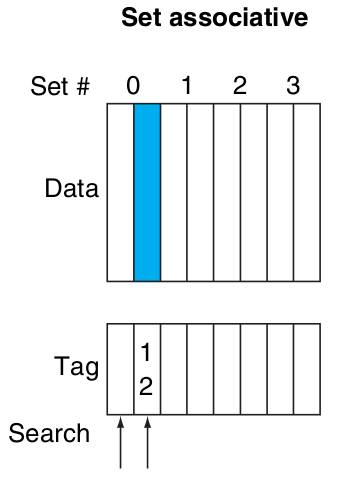 Set associative
Set # 0 1 2 3
Data
Tag
1
2
Search